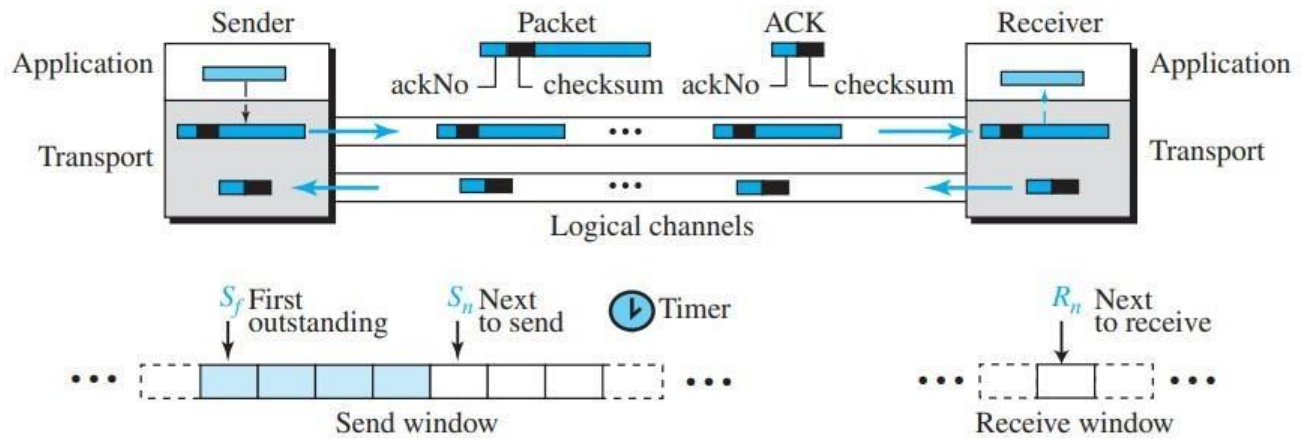 Sender
Packet
ACK
Receiver
Application
ackNo
checksum
ackNo
checksum
Application
Transport
Transport
Logical channels
Sf First
outstanding
Sn Next
to send
Timer
Rn Next
to receive
Send window
Receive window